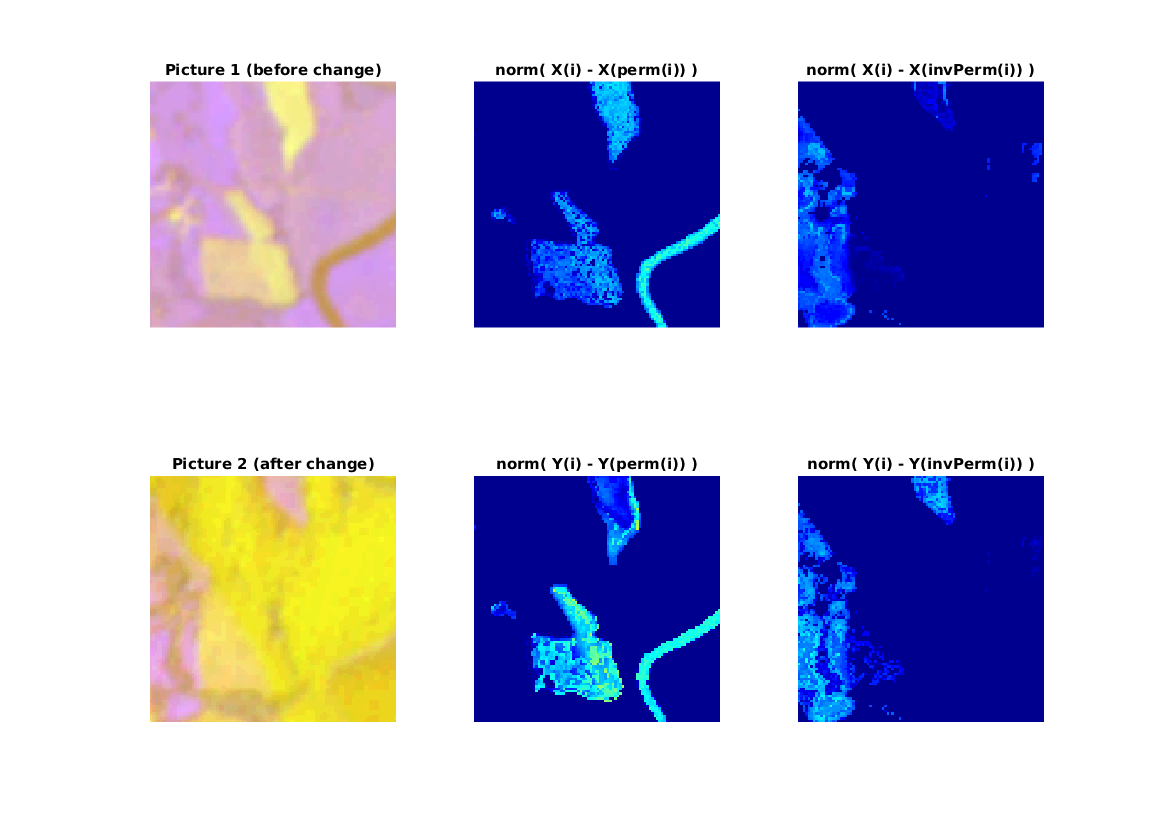 Picture 1 (before change)
norm( X(i) - X(perm(i)) )
norm( X(i) - X(invPerm(i)) )
Picture 2 (after change)
norm( Y(i) - Y(perm(i)) )
norm( Y(i) - Y(invPerm(i)) )